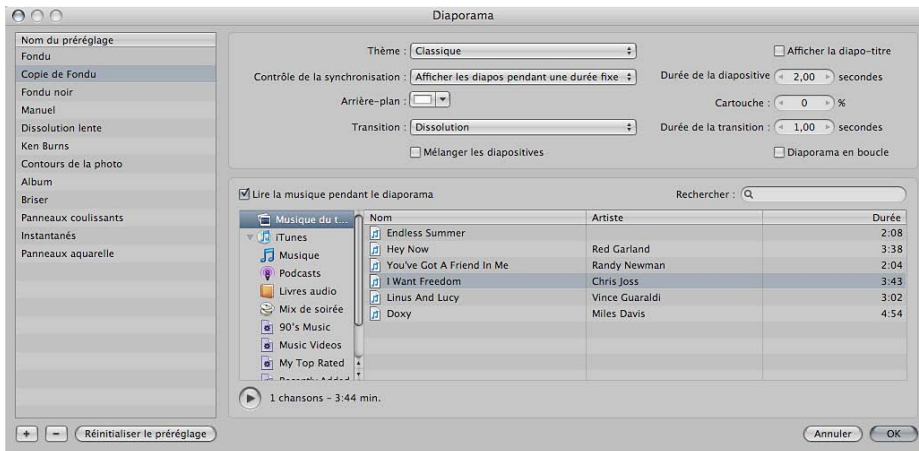 Diaporama
Nom du préréglage
Fondu
Copie de Fondu
Fondu noir
Manuel
Dissolution lente
Ken Burns
Contours de la photo
Album
Briser
Panneaux coulissants
Instantanés
Panneaux aquarelle
Thème : Classique
Afficher la diapo-titre
Contrôle de la synchronisation : Afficher les diapos pendant une durée fixe
Durée de la diapositive 2,00 secondes
Arrière-plan :
Cartouche : 0 %
Transition : Dissolution
Durée de la transition : 1,00 secondes
Mélanger les diapositives
Diaporama en boucle
Lire la musique pendant le diaporama
Rechercher :
Musique du t...
iTunes
Musique
Podcasts
Livres audio
Mix de soirée
90's Music
Music Videos
My Top Rated
Recently Added
Nom Artiste Durée
Endless Summer 2:08
Hey Now Red Garland 3:38
You've Got A Friend In Me Randy Newman 2:04
I Want Freedom Chris Joss 3:43
Linus And Lucy Vince Guaraldi 3:02
Doxy Miles Davis 4:54
1 chansons – 3:44 min.
Réinitialiser le préréglage
Annuler
OK